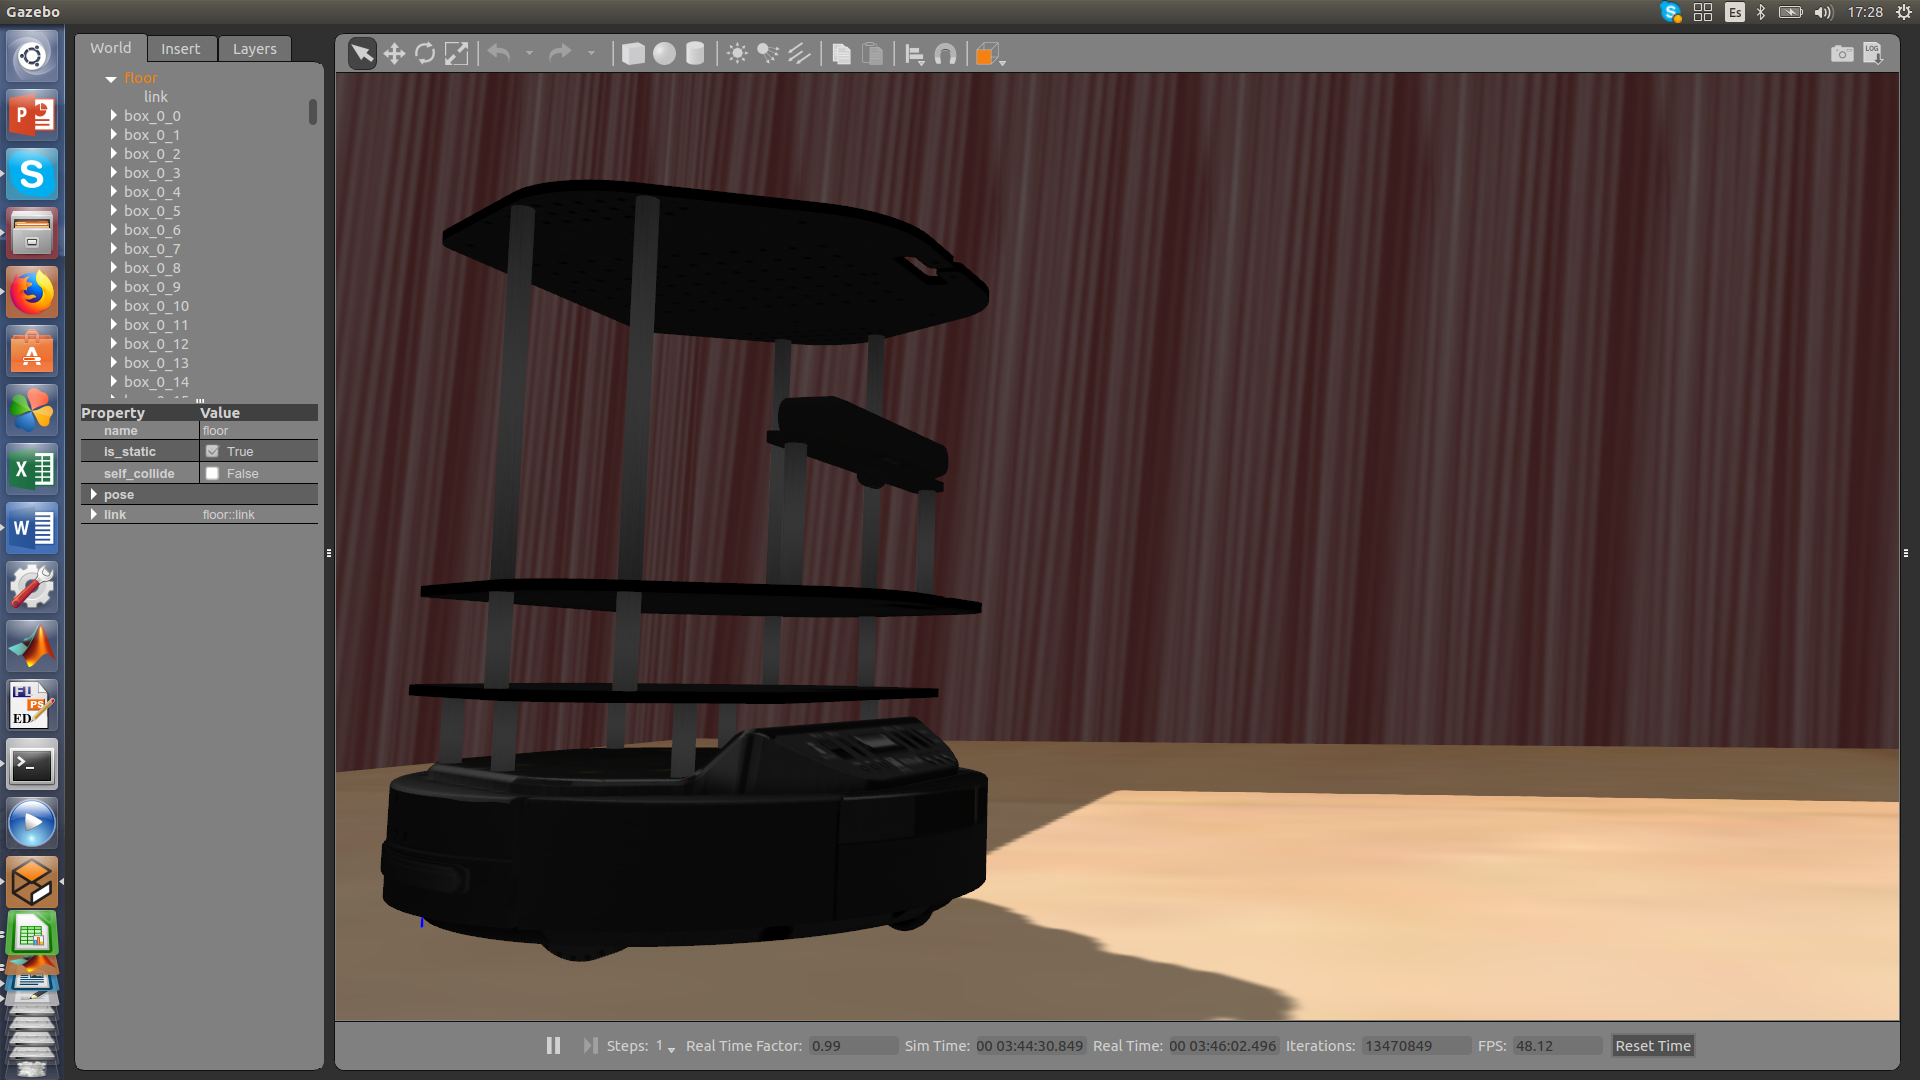 Gazebo
Es
17:28
World
Insert
Layers
LOG
floor
link
box_0_0
box_0_1
box_0_2
box_0_3
box_0_4
box_0_5
box_0_6
box_0_7
box_0_8
box_0_9
box_0_10
box_0_11
box_0_12
box_0_13
box_0_14
Property Value
name floor
is_static True
self_collide False
pose
link floor::link
Steps: 1 Real Time Factor: 0.99 Sim Time: 00 03:44:30.849 Real Time: 00 03:46:02.496 Iterations: 13470849 FPS: 48.12 Reset Time